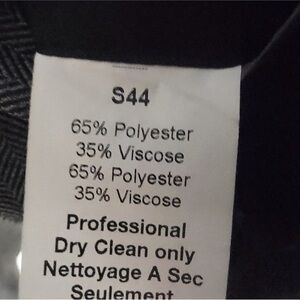 S44
65% Polyester
35% Viscose
65% Polyester
35% Viscose
Professional
Dry Clean only
Nettoyage A Sec
Seulement